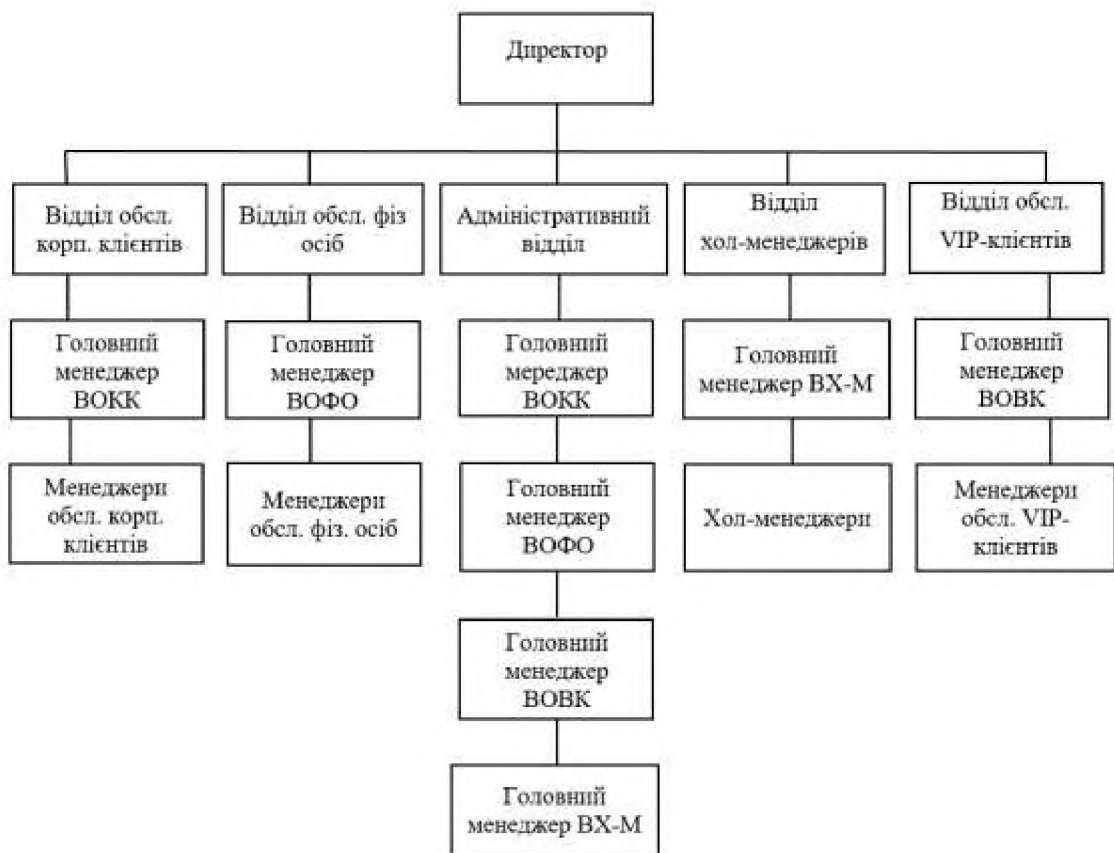 Директор
Відділ обсл.
корп. клієнтів
Відділ обсл. фіз
осіб
Адміністративний
відділ
Відділ
хол-менеджерів
Відділ обсл.
VIP-клієнтів
Головний
менеджер
ВОКК
Головний
менеджер
ВОФО
Головний
мереджер
ВОКК
Головний
менеджер ВХ-М
Головний
менеджер
ВОВК
Менеджери
обсл. корп.
клієнтів
Менеджери
обсл. фіз. осіб
Головний
менеджер
ВОФО
Хол-менеджери
Менеджери
обсл. VIP-
клієнтів
Головний
менеджер
ВОВК
Головний
менеджер ВХ-М